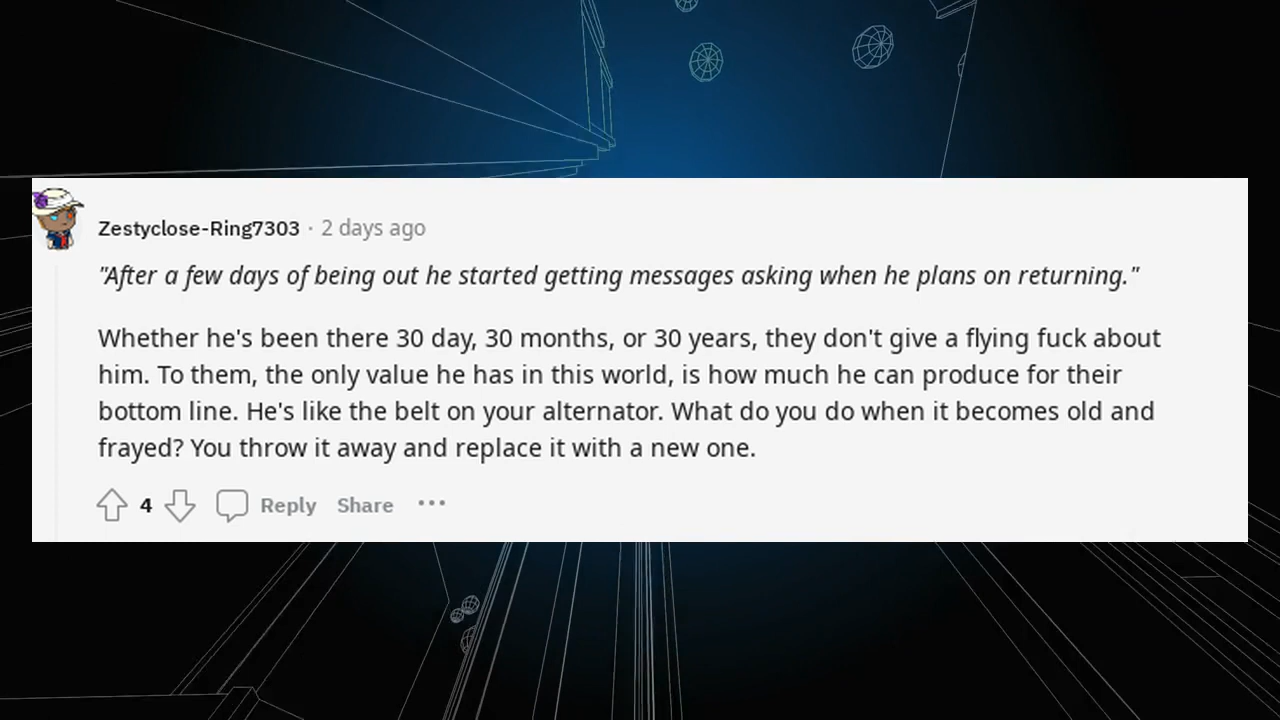 Zestyclose-Ring7303 · 2 days ago
"After a few days of being out he started getting messages asking when he plans on returning."
Whether he's been there 30 day, 30 months, or 30 years, they don't give a flying fuck about
him. To them, the only value he has in this world, is how much he can produce for their
bottom line. He's like the belt on your alternator. What do you do when it becomes old and
frayed? You throw it away and replace it with a new one.
4 Reply Share ···